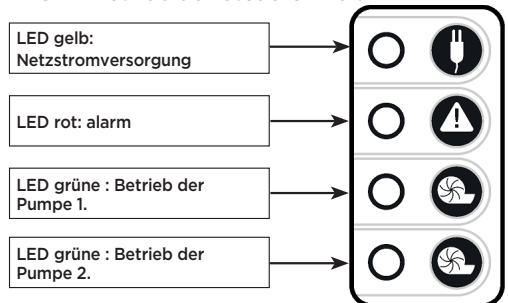 LED gelb:
Netzstromversorgung
LED rot: alarm
LED grüne : Betrieb der
Pumpe 1.
LED grüne : Betrieb der
Pumpe 2.